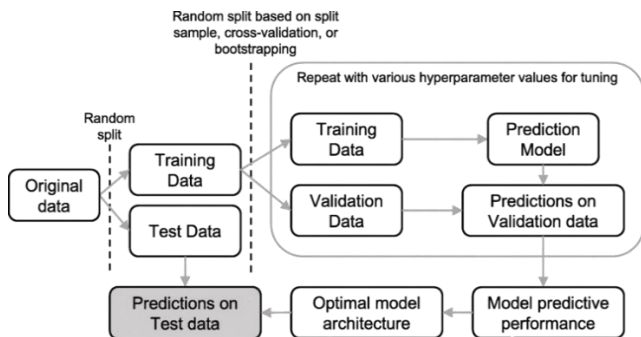 Random split based on split
sample, cross-validation, or
bootstrapping
Repeat with various hyperparameter values for tuning
Random
split
Training
Data
Prediction
Model
Training
Data
Original
data
Validation
Data
Predictions on
Validation data
Test Data
Predictions on
Test data
Optimal model
architecture
Model predictive
performance